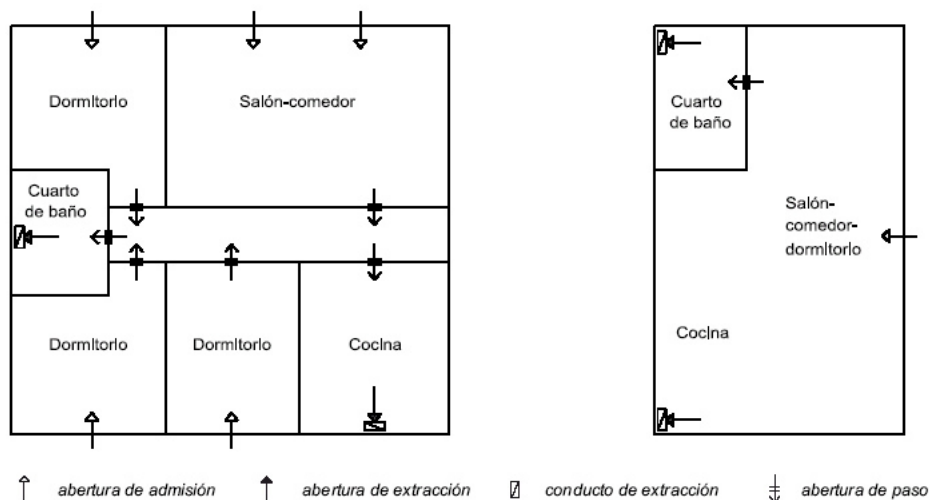 Dormitorio
Salón-comedor
Cuarto
de baño
Dormitorio
Dormitorio
Cocina
Cuarto
de baño
Salón-
comedor-
dormitorio
Cocina
abertura de admisión
abertura de extracción
conducto de extracción
abertura de paso